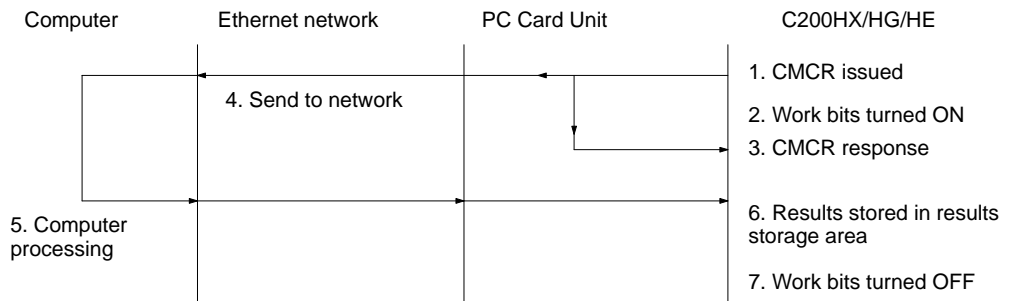 Computer
Ethernet network
PC Card Unit
C200HX/HG/HE
1. CMCR issued
4. Send to network
2. Work bits turned ON
3. CMCR response
5. Computer
processing
6. Results stored in results
storage area
7. Work bits turned OFF